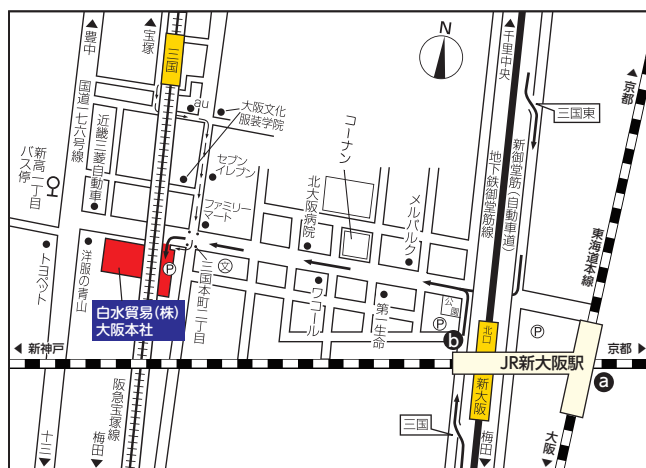 豊中
宝塚
三国
N
千里中央
京都
三国東
国道一七六号線
近畿三菱自動車
新高一丁目
バス停
au
大阪文化
服装学院
セブン
イレブン
ファミリー
マート
コーナン
北大阪病院
メルパルク
地下鉄御堂筋線
新御堂筋(自動車道)
東海道本線
トヨペット
洋服の青山
P
三国本町二丁目
文
ワコール
第一生命
公園
P
P
白水貿易(株)
大阪本社
b
北口
新神戸
京都
JR新大阪駅
新大阪
a
阪急宝塚線
三国
十三
梅田
梅田
大阪